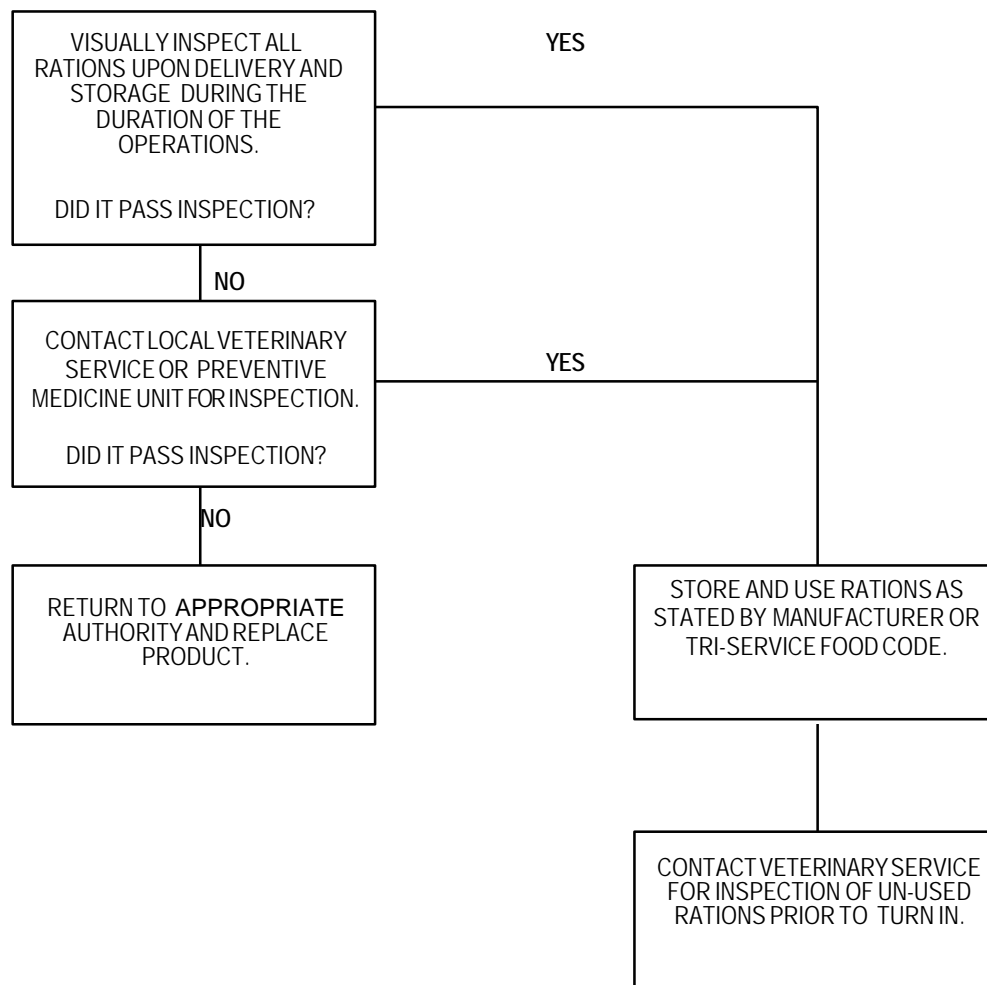 VISUALLY INSPECT ALL
RATIONS UPON DELIVERY AND
STORAGE DURING THE
DURATION OF THE
OPERATIONS.
DID IT PASS INSPECTION?
YES
NO
CONTACT LOCAL VETERINARY
SERVICE OR PREVENTIVE
MEDICINE UNIT FOR INSPECTION.
DID IT PASS INSPECTION?
YES
NO
RETURN TO APPROPRIATE
AUTHORITY AND REPLACE
PRODUCT.
STORE AND USE RATIONS AS
STATED BY MANUFACTURER OR
TRI-SERVICE FOOD CODE.
CONTACT VETERINARY SERVICE
FOR INSPECTION OF UN-USED
RATIONS PRIOR TO TURN IN.